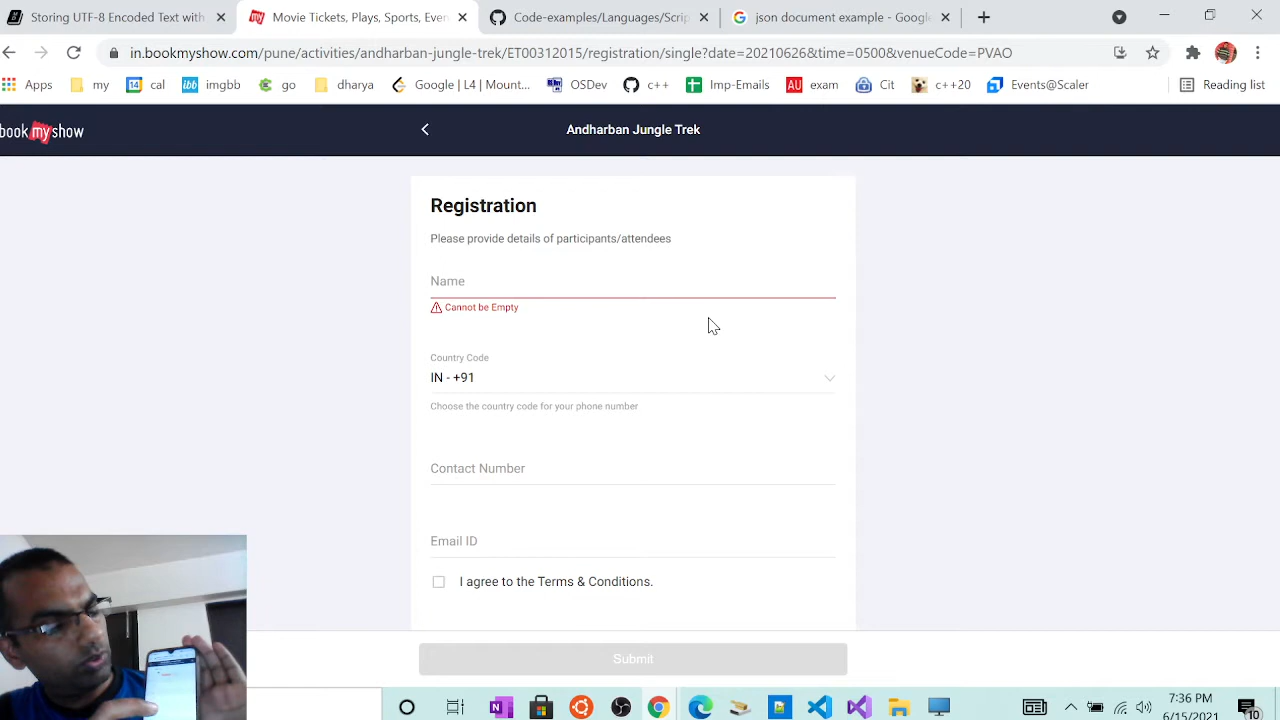 Storing UTF-8 Encoded Text with
Movie Tickets, Plays, Sports, Even
Code-examples/Languages/Scrip
json document example - Google
in.bookmyshow.com/pune/activities/andharban-jungle-trek/ET00312015/registration/single?date=20210626&time=0500&venueCode=PVAO
Apps
my
14 cal
ibb imgbb
go
dharya
Google | L4 | Mount...
OSDev
c++
Imp-Emails
AU exam
Cit
c++20
Events@Scaler
Reading list
book my show
Andharban Jungle Trek
Registration
Please provide details of participants/attendees
Name
Cannot be Empty
Country Code
IN - +91
Choose the country code for your phone number
Contact Number
Email ID
I agree to the Terms & Conditions.
Submit
7:36 PM
10